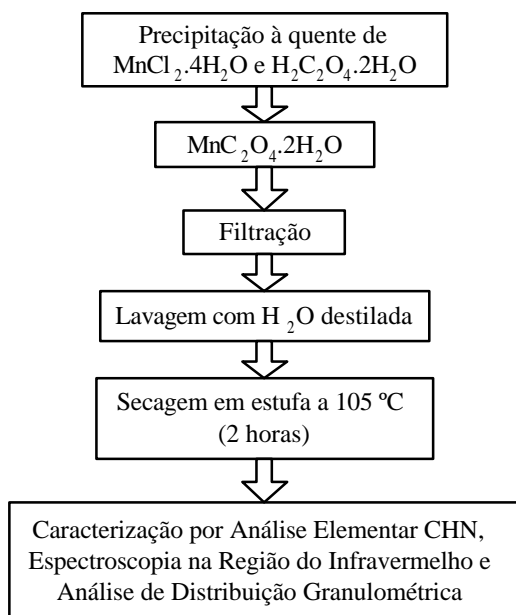 Precipitação à quente de
MnCl₂.4H₂O e H₂C₂O₄.2H₂O
MnC₂O₄.2H₂O
Filtração
Lavagem com H₂O destilada
Secagem em estufa a 105 ºC
(2 horas)
Caracterização por Análise Elementar CHN,
Espectroscopia na Região do Infravermelho e
Análise de Distribuição Granulométrica